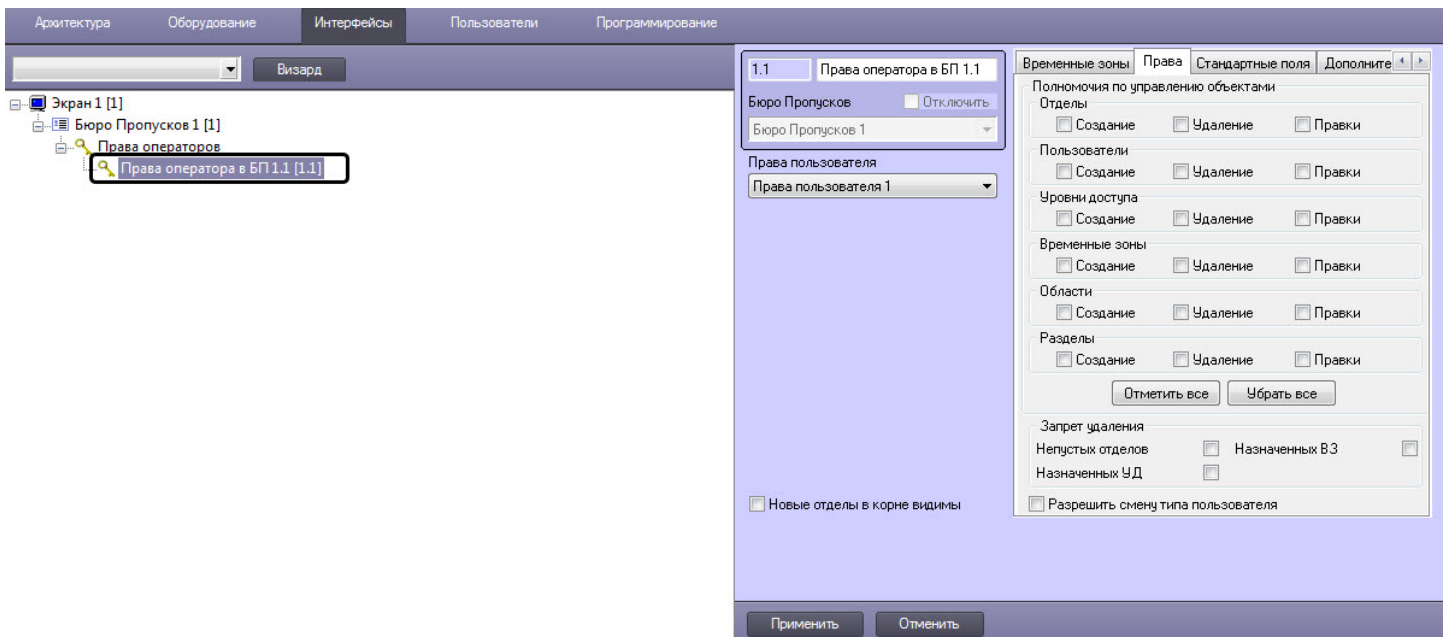 Архитектура Оборудование Интерфейсы Пользователи Программирование
Визард
Экран 1 [1]
Бюро Пропусков 1 [1]
Права операторов
Права оператора в БП 1.1 [1.1]
1.1 Права оператора в БП 1.1
Бюро Пропусков Отключить
Бюро Пропусков 1
Права пользователя
Права пользователя 1
Новые отделы в корне видимы
Временные зоны Права Стандартные поля Дополните
Полномочия по управлению объектами
Отделы
Создание Удаление Правки
Пользователи
Создание Удаление Правки
Уровни доступа
Создание Удаление Правки
Временные зоны
Создание Удаление Правки
Области
Создание Удаление Правки
Разделы
Создание Удаление Правки
Отметить все Убрать все
Запрет удаления
Непустых отделов Назначенных ВЗ
Назначенных УД
Разрешить смену типа пользователя
Применить Отменить